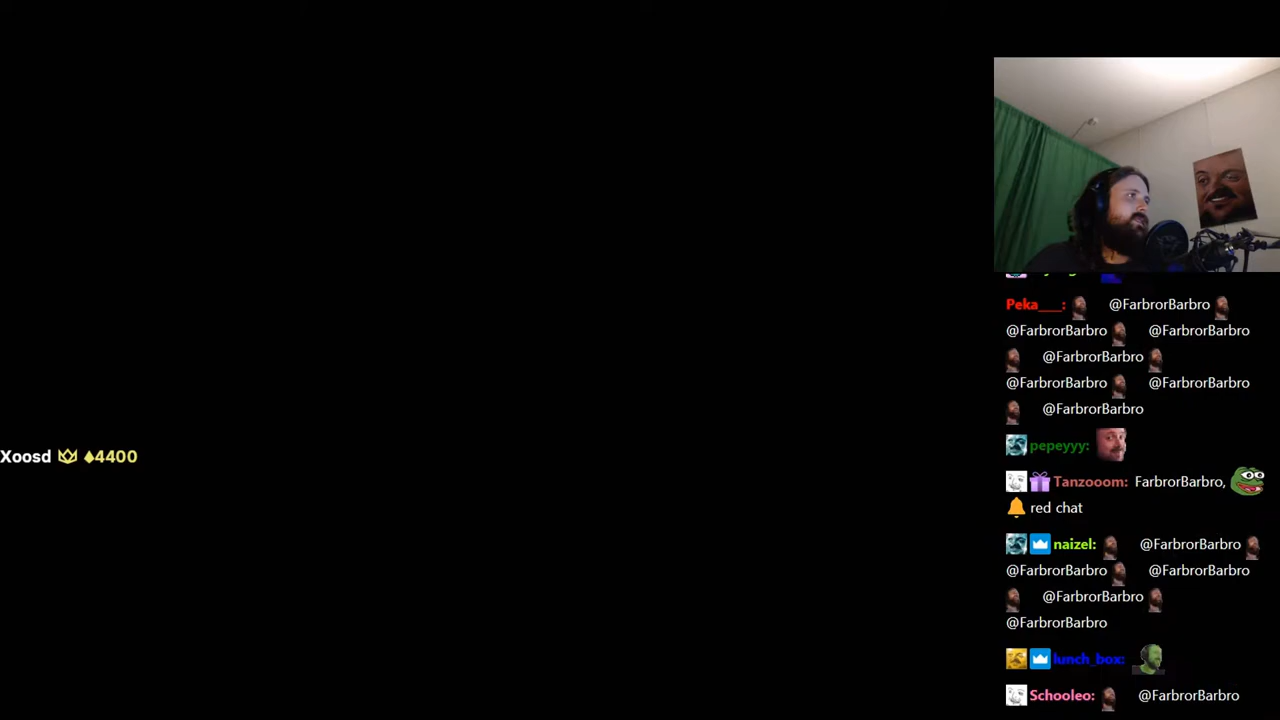 Peka___: @FarbrorBarbro
@FarbrorBarbro @FarbrorBarbro
@FarbrorBarbro
@FarbrorBarbro @FarbrorBarbro
@FarbrorBarbro
pepeyyy:
Xoosd 4400
Tanzooom: FarbrorBarbro,
red chat
naizel: @FarbrorBarbro
@FarbrorBarbro @FarbrorBarbro
@FarbrorBarbro
@FarbrorBarbro
lunch_box:
Schooleo: @FarbrorBarbro